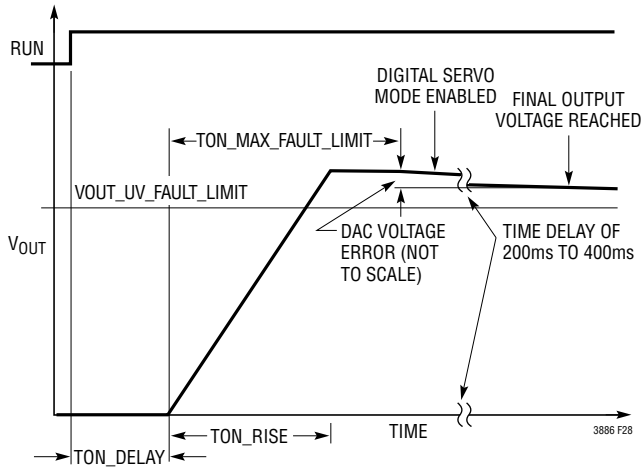 RUN
DIGITAL SERVO
MODE ENABLED
FINAL OUTPUT
VOLTAGE REACHED
TON_MAX_FAULT_LIMIT
VOUT_UV_FAULT_LIMIT
VOUT
DAC VOLTAGE
ERROR (NOT
TO SCALE)
TIME DELAY OF
200ms TO 400ms
TON_RISE
TIME
3886 F28
TON_DELAY